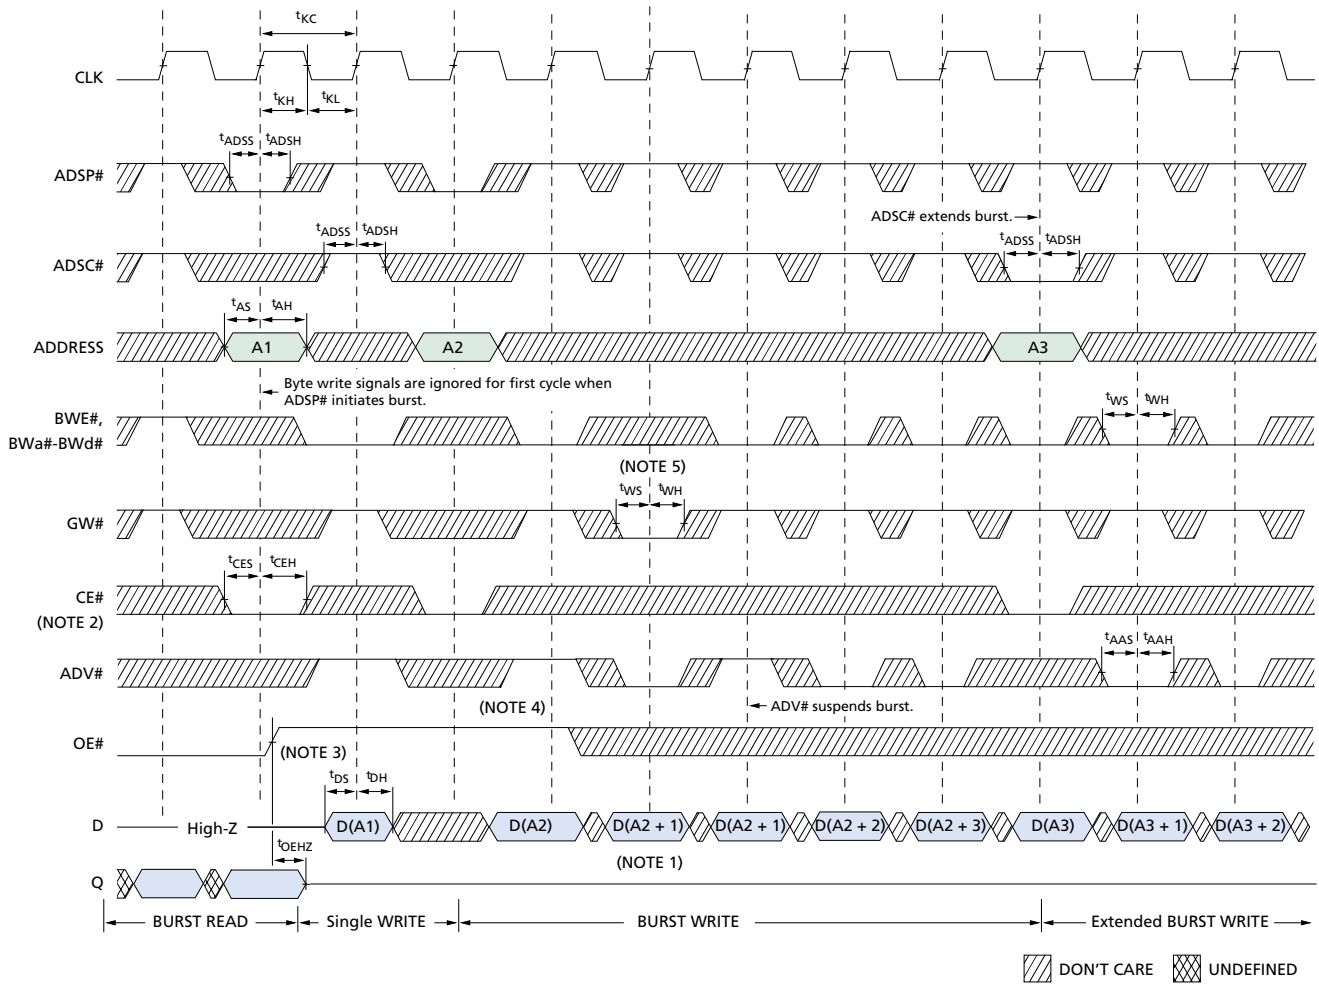 tKC
CLK
tKH
tKL
tADSS
tADSH
ADSP#
ADSC# extends burst.
tADSS
tADSH
tADSS
tADSH
ADSC#
tAS
tAH
ADDRESS
A1
A2
A3
Byte write signals are ignored for first cycle when
ADSP# initiates burst.
BWE#,
BWa#-BWd#
tWS
tWH
(NOTE 5)
tWS
tWH
GW#
tCES
tCEH
CE#
(NOTE 2)
tAAS
tAAH
ADV#
(NOTE 4)
ADV# suspends burst.
OE#
(NOTE 3)
tDS
tDH
D
High-Z
D(A1)
D(A2)
D(A2 + 1)
D(A2 + 1)
D(A2 + 2)
D(A2 + 3)
D(A3)
D(A3 + 1)
D(A3 + 2)
tOEHZ
(NOTE 1)
Q
BURST READ
Single WRITE
BURST WRITE
Extended BURST WRITE
DON'T CARE
UNDEFINED